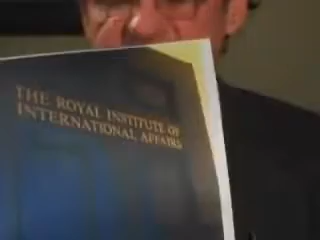 THE ROYAL INSTITUTE OF
INTERNATIONAL AFFAIRS